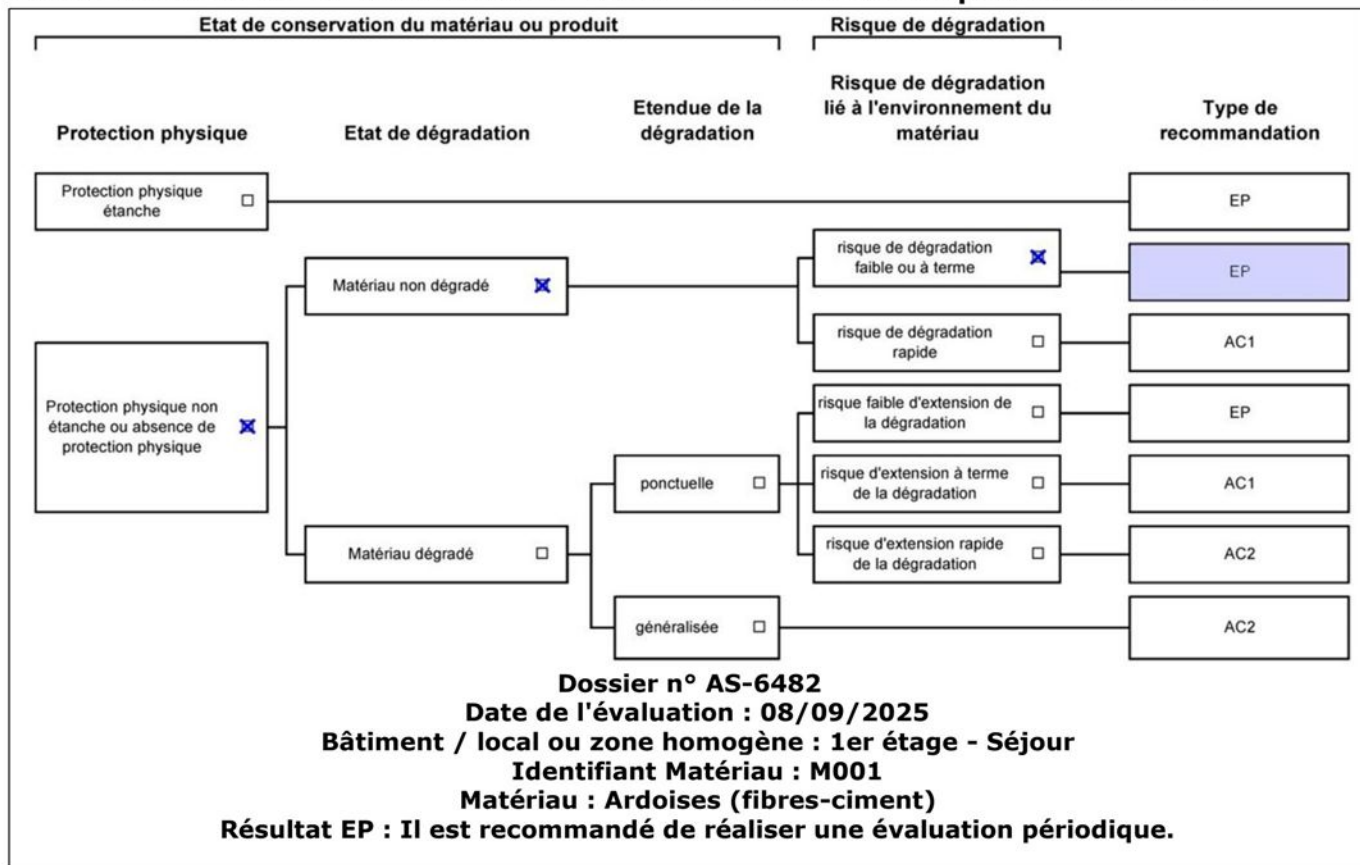 Etat de conservation du matériau ou produit
Risque de dégradation
Protection physique
Etat de dégradation
Etendue de la
dégradation
Risque de dégradation
lié à l'environnement du
matériau
Type de
recommandation
Protection physique
étanche
EP
risque de dégradation
faible ou à terme
EP
Matériau non dégradé
risque de dégradation
rapide
AC1
Protection physique non
étanche ou absence de
protection physique
risque faible d'extension de
la dégradation
EP
ponctuelle
risque d'extension à terme
de la dégradation
AC1
Matériau dégradé
risque d'extension rapide
de la dégradation
AC2
généralisée
AC2
Dossier n° AS-6482
Date de l'évaluation : 08/09/2025
Bâtiment / local ou zone homogène : 1er étage - Séjour
Identifiant Matériau : M001
Matériau : Ardoises (fibres-ciment)
Résultat EP : Il est recommandé de réaliser une évaluation périodique.